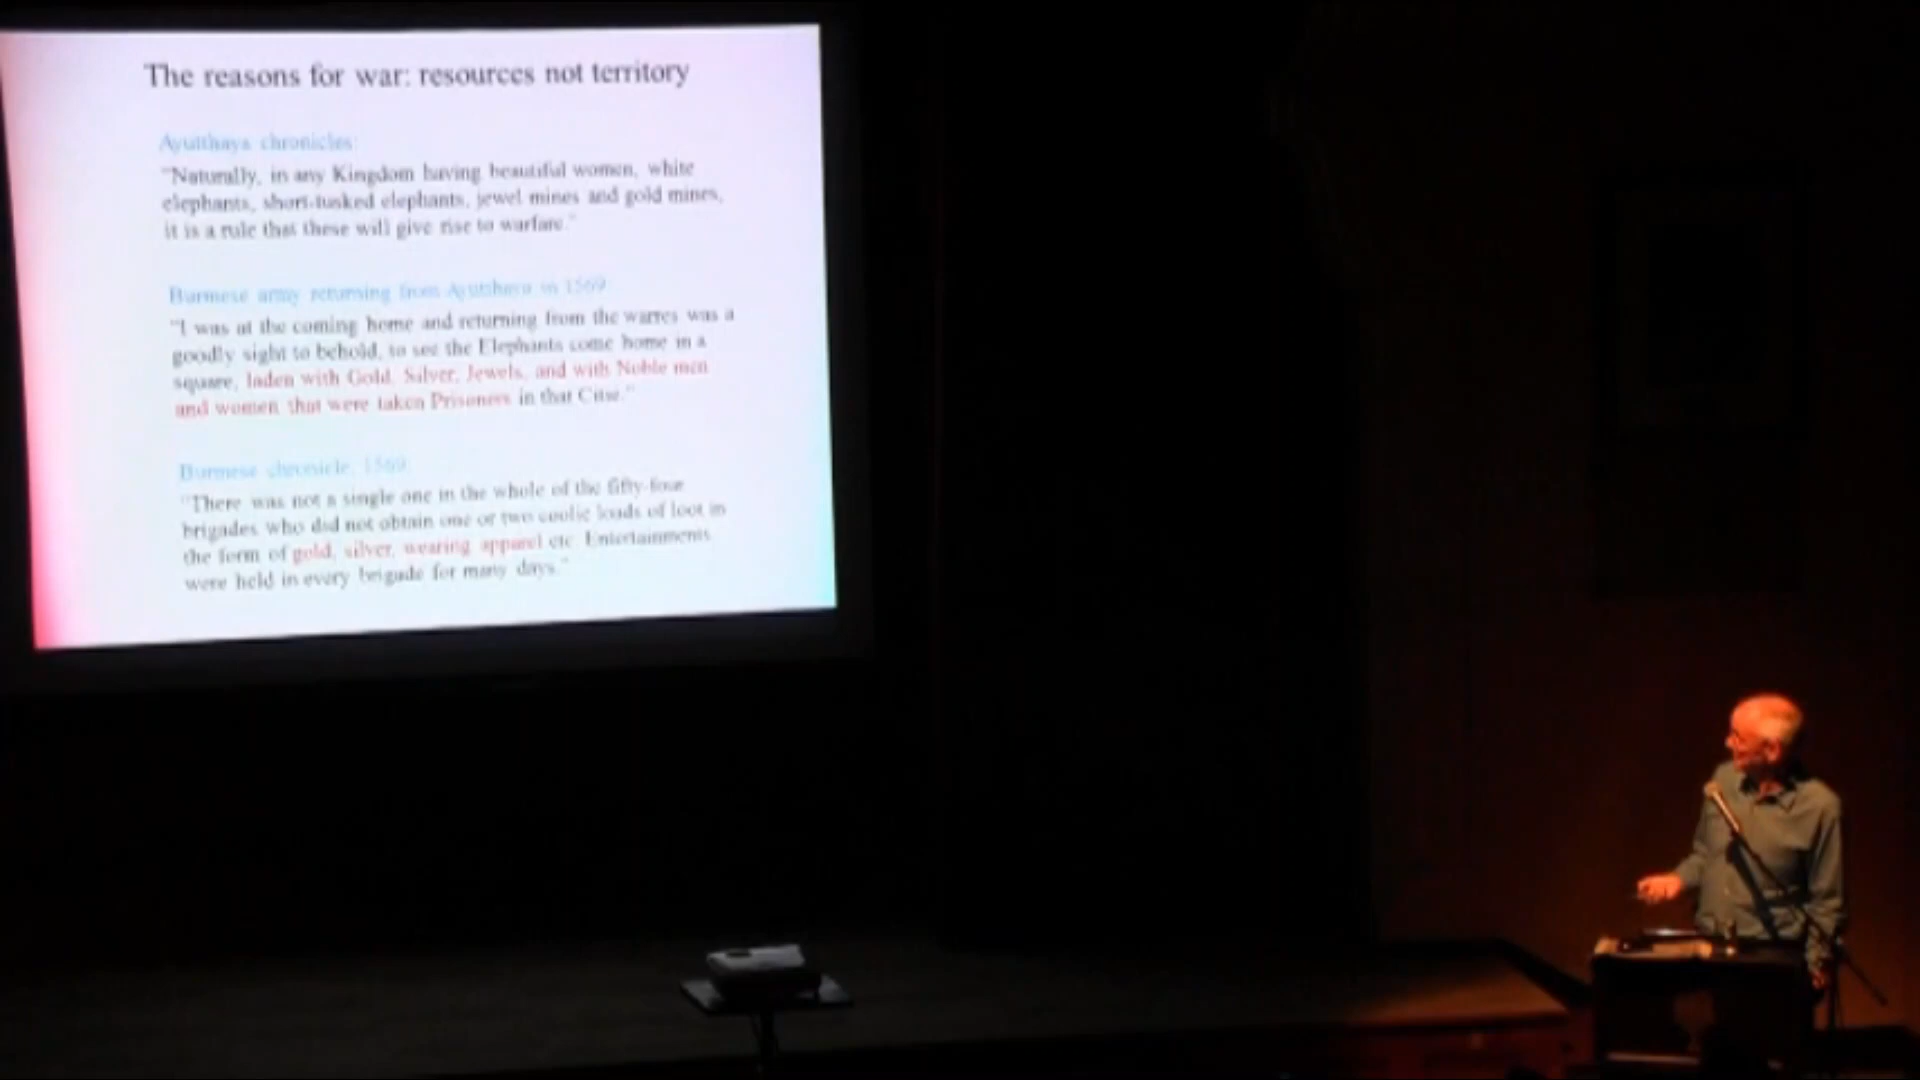 The reasons for war: resources not territory
Ayutthaya chronicles:
"Naturally, in any Kingdom having beautiful women, white
elephants, short-tusked elephants, jewel mines and gold mines,
it is a rule that these will give rise to warfare."
Burmese army returning from Ayutthaya in 1569
"I was at the coming home and returning from the warres was a
goodly sight to behold, to see the Elephants come home in a
square, laden with Gold, Silver, Jewels, and with Noble men
and women that were taken Prisoners in that Citie."
Burmese chronicle, 1569
"There was not a single one in the whole of the fifty-four
brigades who did not obtain one or two coolie loads of loot in
the form of gold, silver, wearing apparel etc. Entertainments
were held in every brigade for many days."